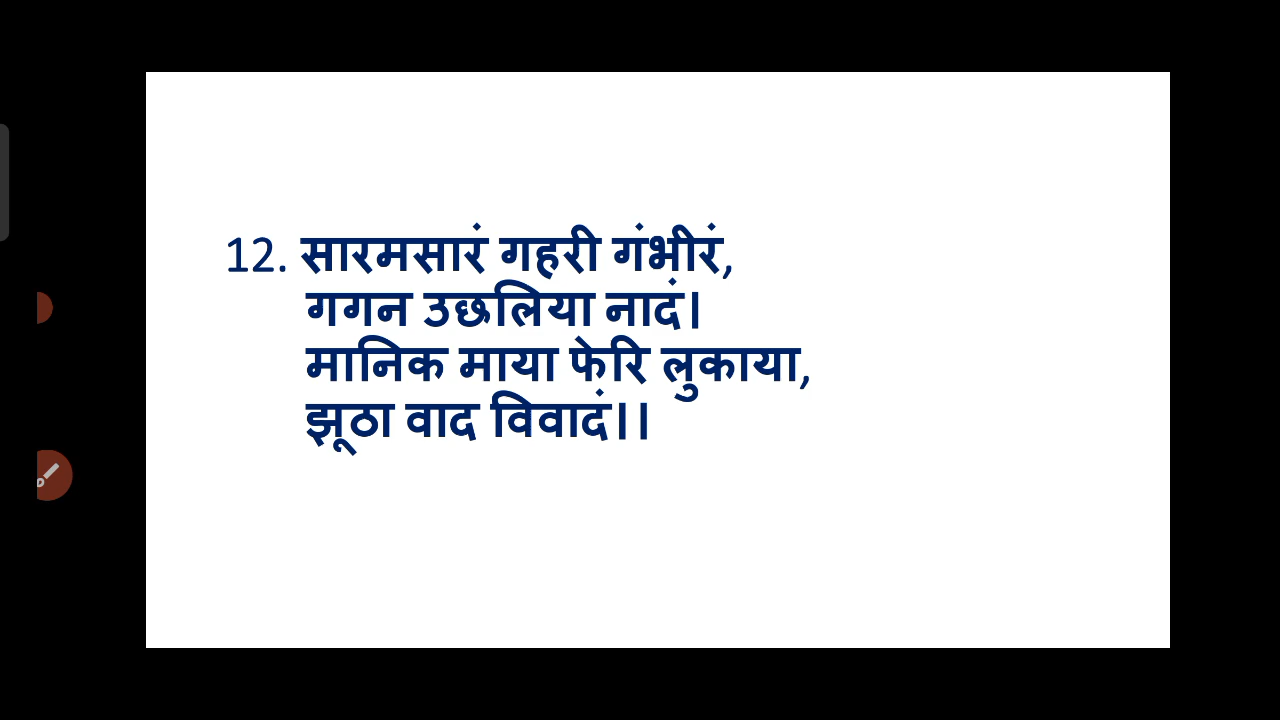 12. सारमसारं गहरी गंभीरं,
गगन उछलिया नादं।
मानिक माया फेरि लुकाया,
झूठा वाद विवादं।।